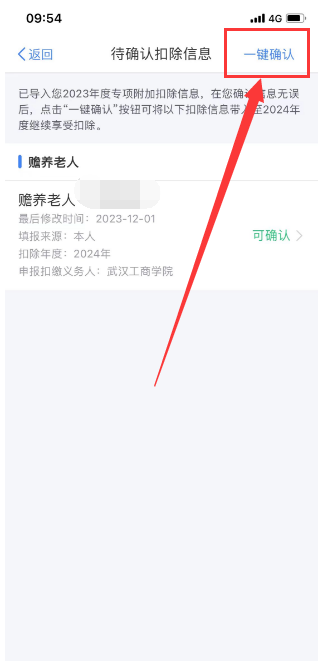 09:54
4G
返回
待确认扣除信息
一键确认
已导入您2023年度专项附加扣除信息，在您确认信息无误
后，点击“一键确认”按钮可将以下扣除信息带入至2024年
度继续享受扣除。
赡养老人
赡养老人
最后修改时间：2023-12-01
填报来源：本人
扣除年度：2024年
申报扣缴义务人：武汉工商学院
可确认